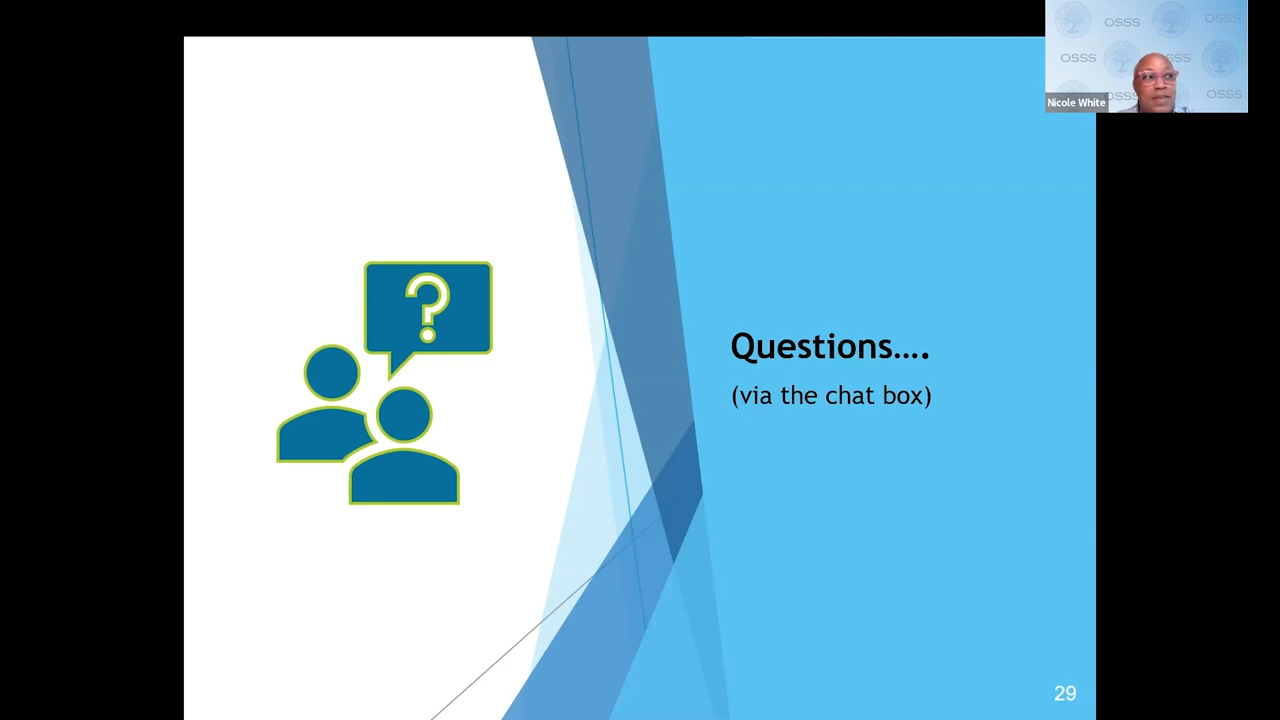 OSSS
OSSS
OSSS
OSSS
Nicole White
OSSS
OSSS
?
Questions....
(via the chat box)
29